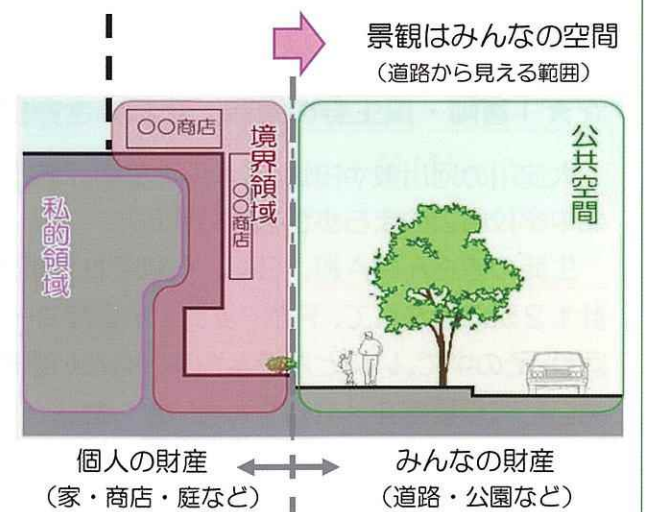 景観はみんなの空間
（道路から見える範囲）
〇〇商店
境界領域
〇〇商店
私的領域
公共空間
個人の財産
（家・商店・庭など）
みんなの財産
（道路・公園など）